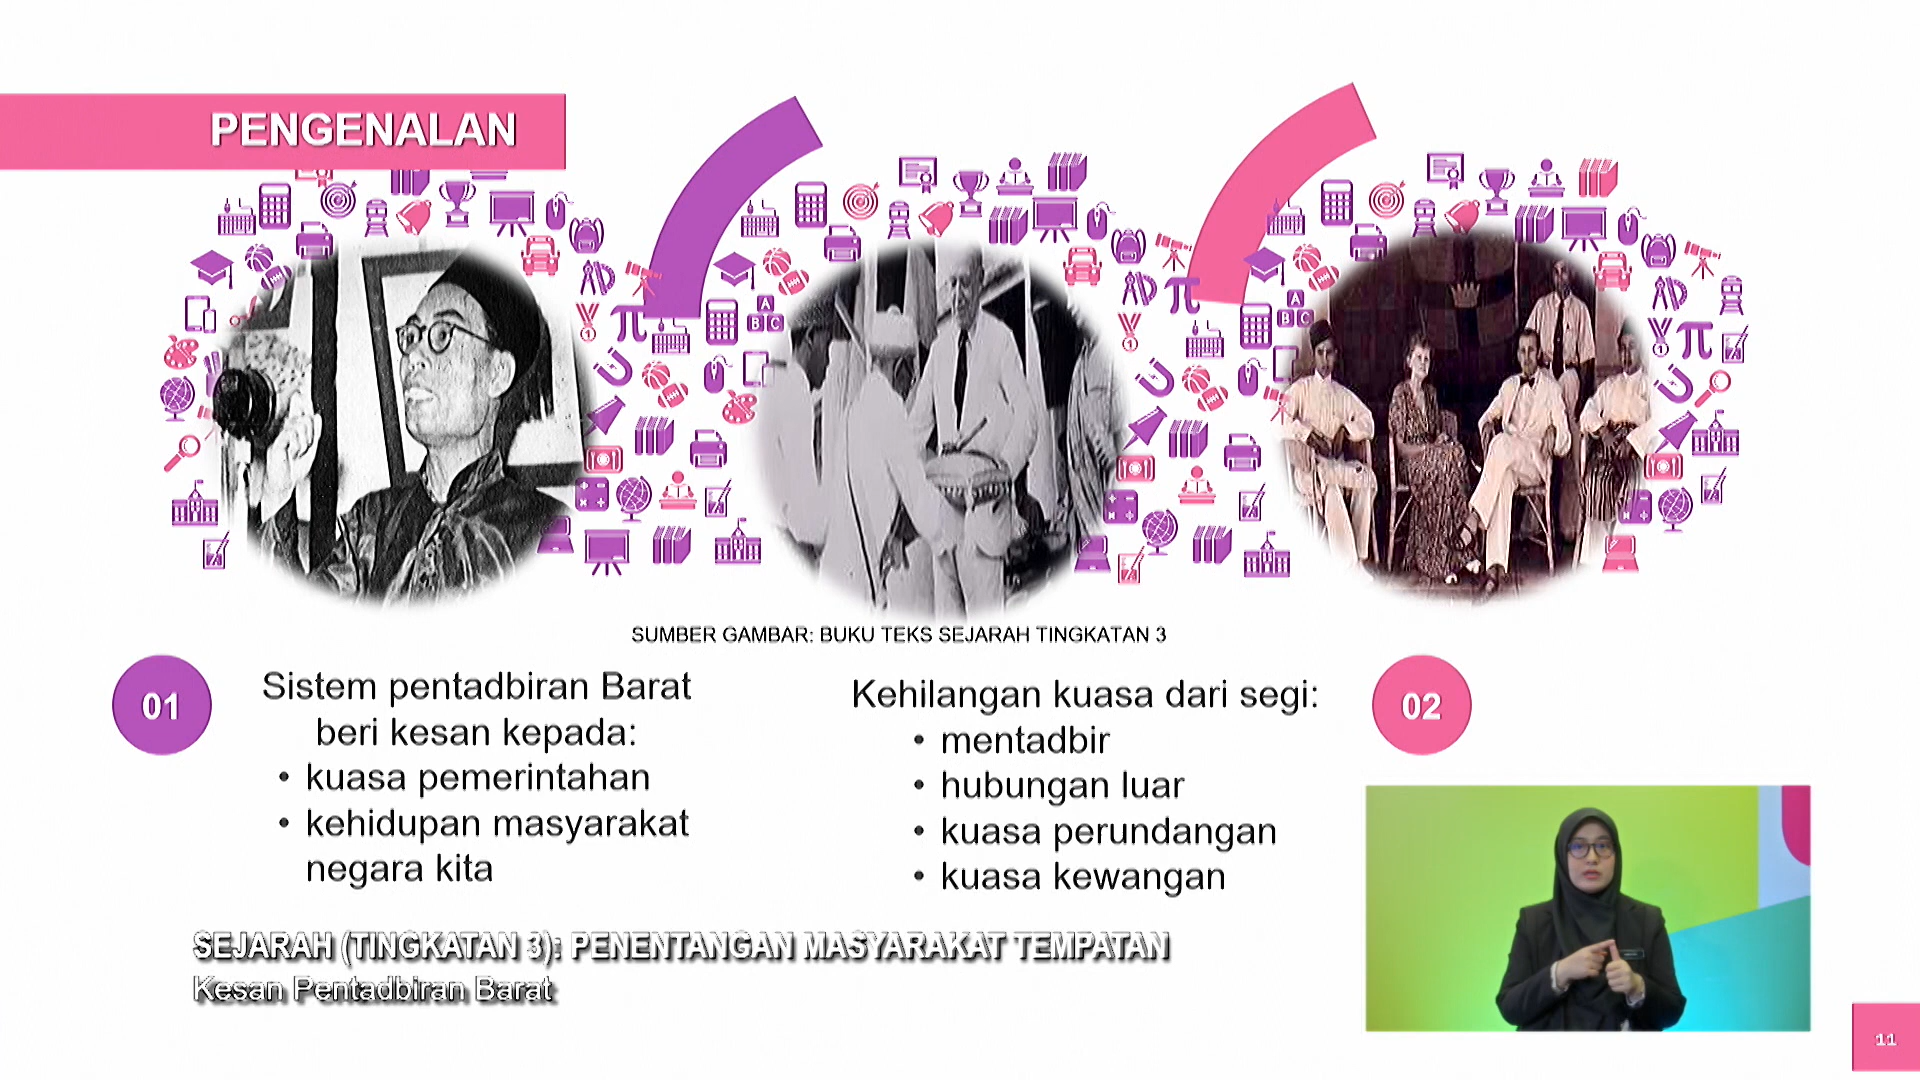 PENGENALAN
SUMBER GAMBAR: BUKU TEKS SEJARAH TINGKATAN 3
01
Sistem pentadbiran Barat
beri kesan kepada:
• kuasa pemerintahan
• kehidupan masyarakat
negara kita
Kehilangan kuasa dari segi:
• mentadbir
• hubungan luar
• kuasa perundangan
• kuasa kewangan
02
SEJARAH (TINGKATAN 3): PENENTANGAN MASYARAKAT TEMPATAN
Kesan Pentadbiran Barat
11